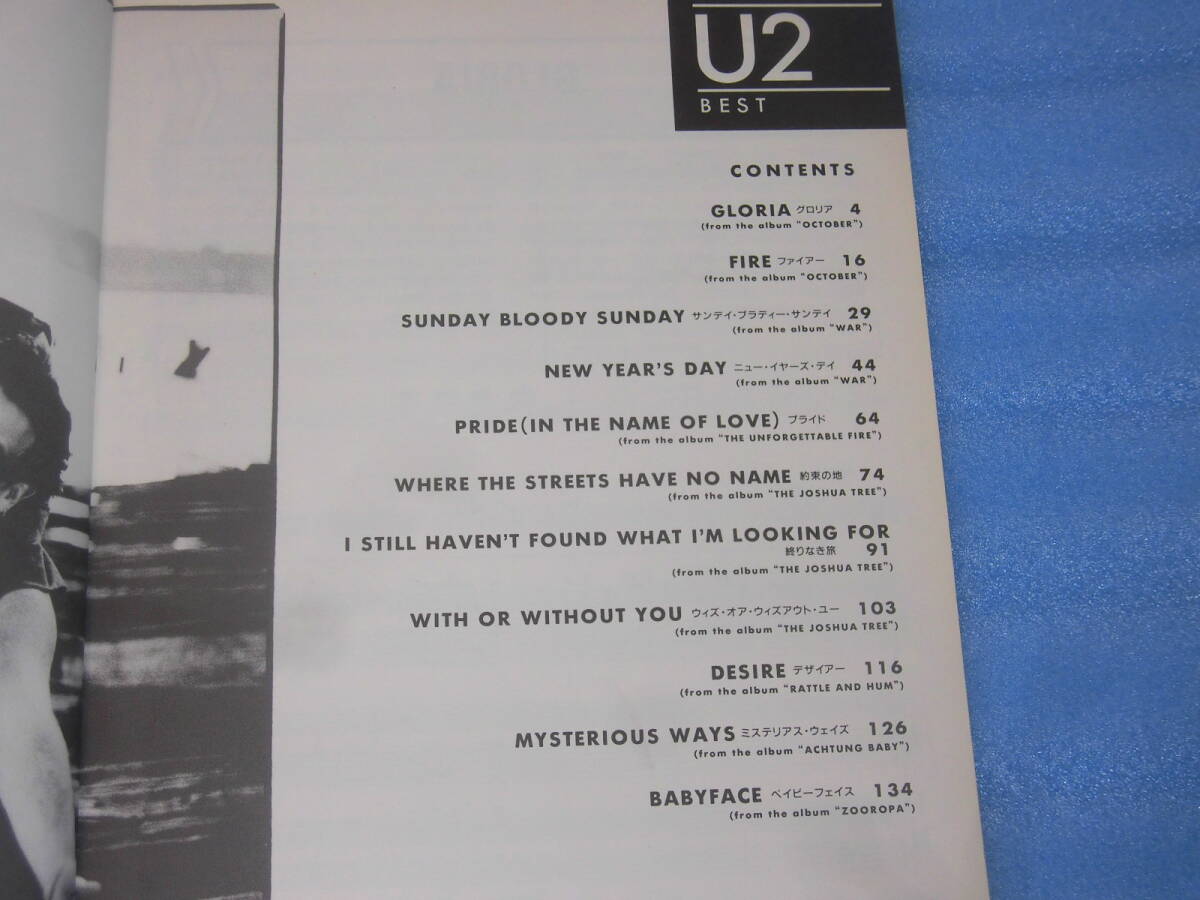 U2
BEST
CONTENTS
GLORIA グロリア 4
(from the album "OCTOBER")
FIRE ファイアー 16
(from the album "OCTOBER")
SUNDAY BLOODY SUNDAY サンデイ・ブラディー・サンデイ 29
(from the album "WAR")
NEW YEAR'S DAY ニュー・イヤーズ・デイ 44
(from the album "WAR")
PRIDE(IN THE NAME OF LOVE) プライド 64
(from the album "THE UNFORGETTABLE FIRE")
WHERE THE STREETS HAVE NO NAME 約束の地 74
(from the album "THE JOSHUA TREE")
I STILL HAVEN'T FOUND WHAT I'M LOOKING FOR
終りなき旅 91
(from the album "THE JOSHUA TREE")
WITH OR WITHOUT YOU ウィズ・オア・ウィズアウト・ユー 103
(from the album "THE JOSHUA TREE")
DESIRE デザイアー 116
(from the album "RATTLE AND HUM")
MYSTERIOUS WAYS ミステリアス・ウェイズ 126
(from the album "ACHTUNG BABY")
BABYFACE ベイビーフェイス 134
(from the album "ZOOROPA")